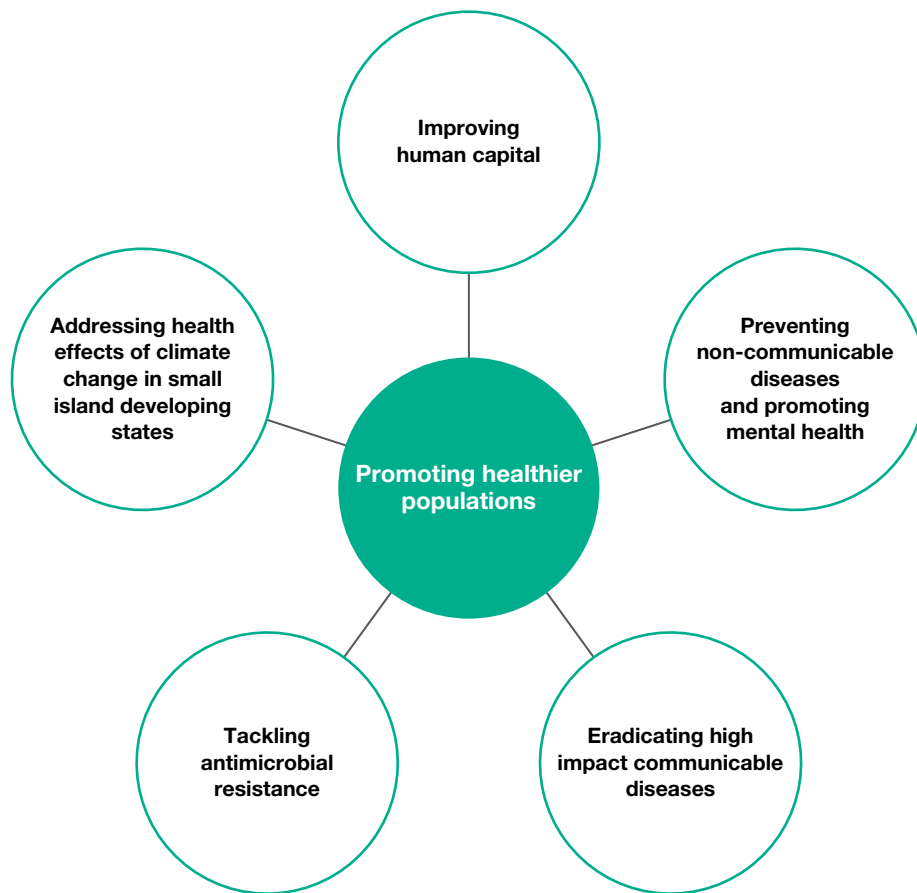 Improving
human capital
Addressing health
effects of climate
change in small
island developing
states
Preventing
non-communicable
diseases
and promoting
mental health
Promoting healthier
populations
Tackling
antimicrobial
resistance
Eradicating high
impact communicable
diseases